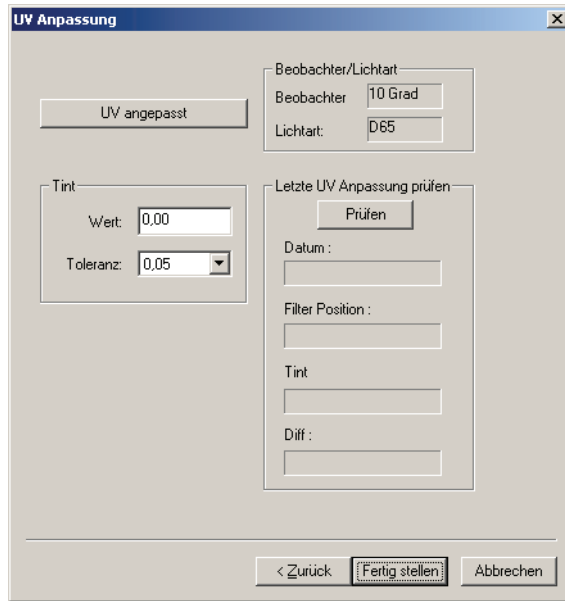 UV Anpassung
UV angepasst
Beobachter/Lichtart
Beobachter 10 Grad
Lichtart: D65
Tint
Wert: 0,00
Toleranz: 0,05
Letzte UV Anpassung prüfen
Prüfen
Datum :
Filter Position :
Tint
Diff :
< Zurück Fertig stellen Abbrechen